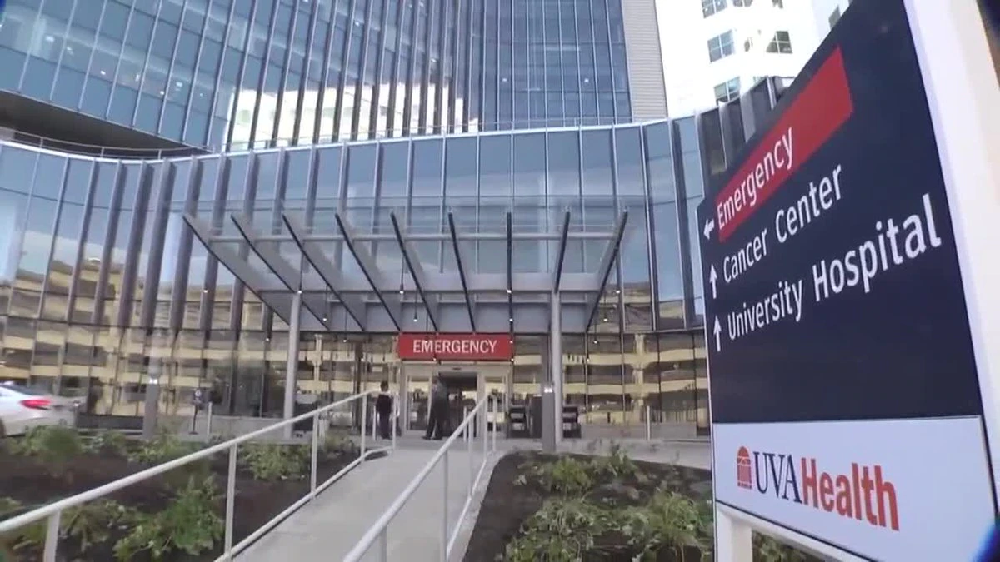 EMERGENCY
← Emergency
↑ Cancer Center
↑ University Hospital
UVAHealth